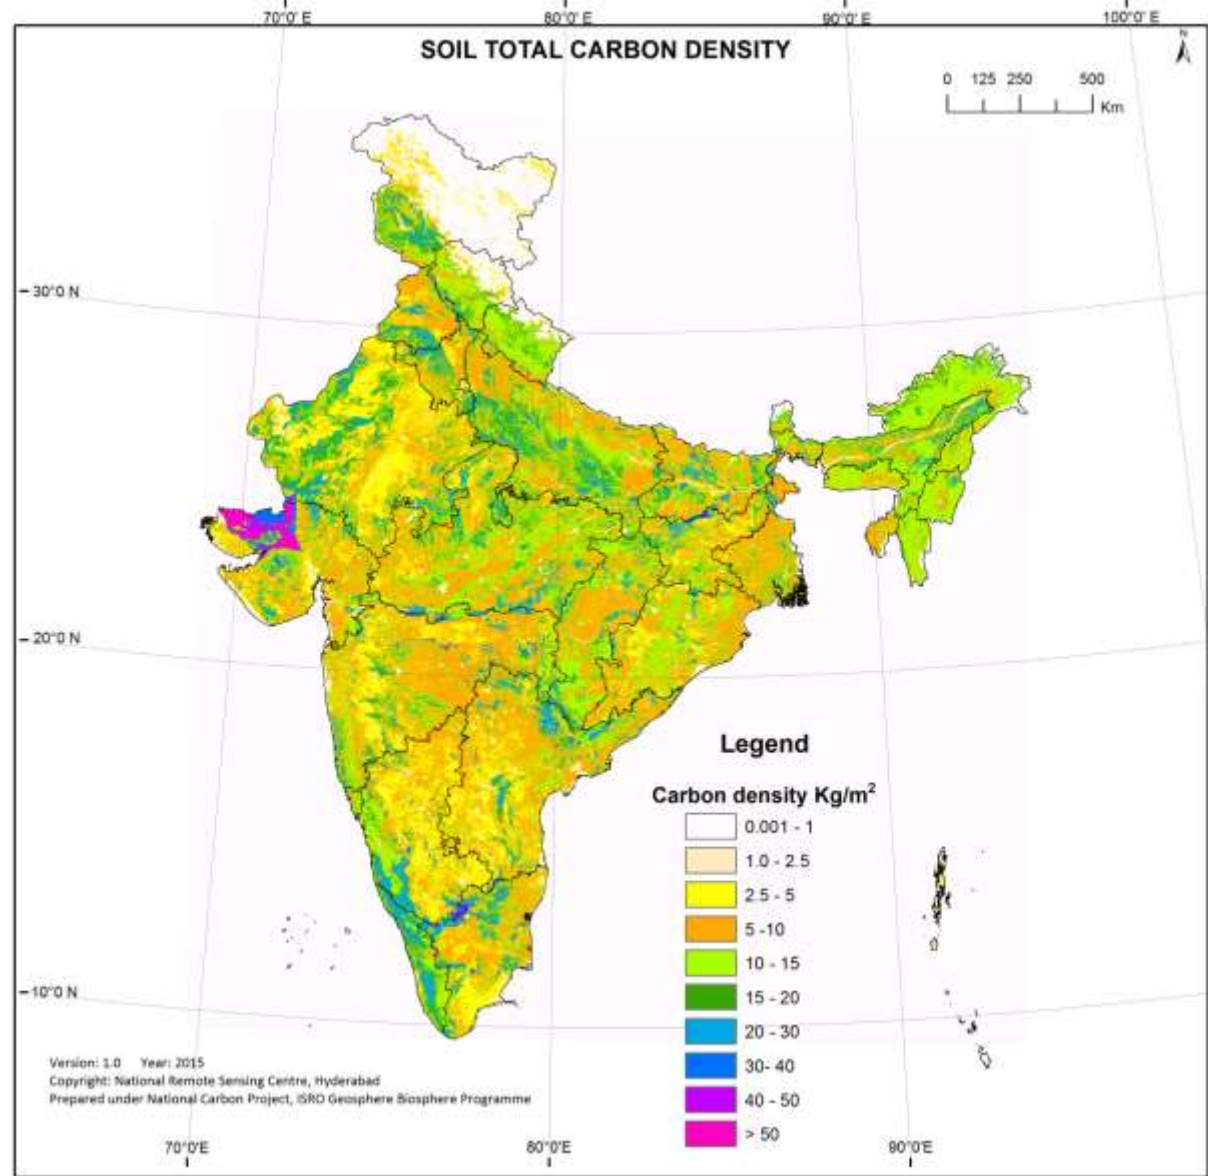 70°0'E 80°0'E 90°0'E 100°0'E
SOIL TOTAL CARBON DENSITY
N
0 125 250 500
Km
30°0 N
20°0 N
10°0 N
Legend
Carbon density Kg/m²
0.001 - 1
1.0 - 2.5
2.5 - 5
5 -10
10 - 15
15 - 20
20 - 30
30- 40
40 - 50
> 50
Version: 1.0 Year: 2015
Copyright: National Remote Sensing Centre, Hyderabad
Prepared under National Carbon Project, ISRO Geosphere Biosphere Programme
70°0'E 80°0'E 90°0'E